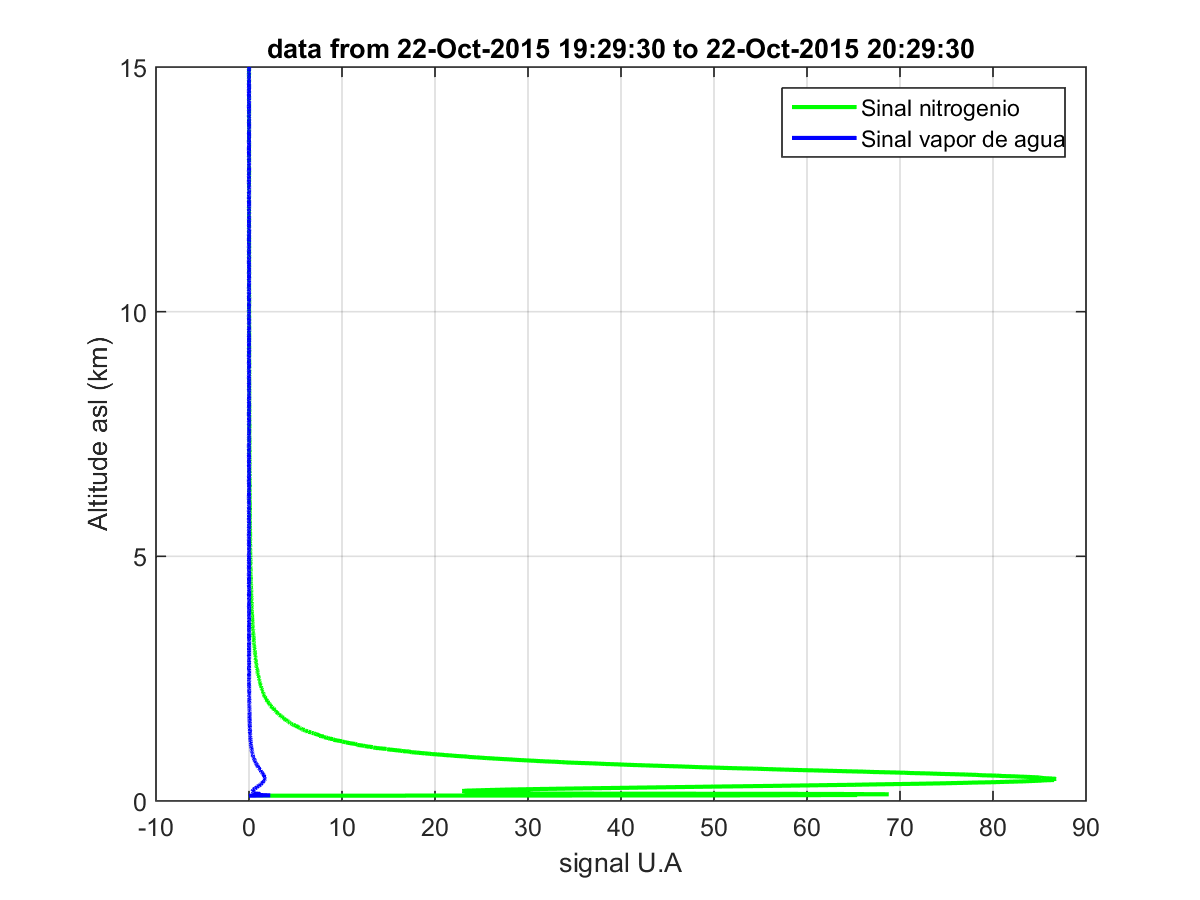 data from 22-Oct-2015 19:29:30 to 22-Oct-2015 20:29:30
Sinal nitrogenio
Sinal vapor de agua
15
10
5
0
Altitude asl (km)
-10 0 10 20 30 40 50 60 70 80 90
signal U.A